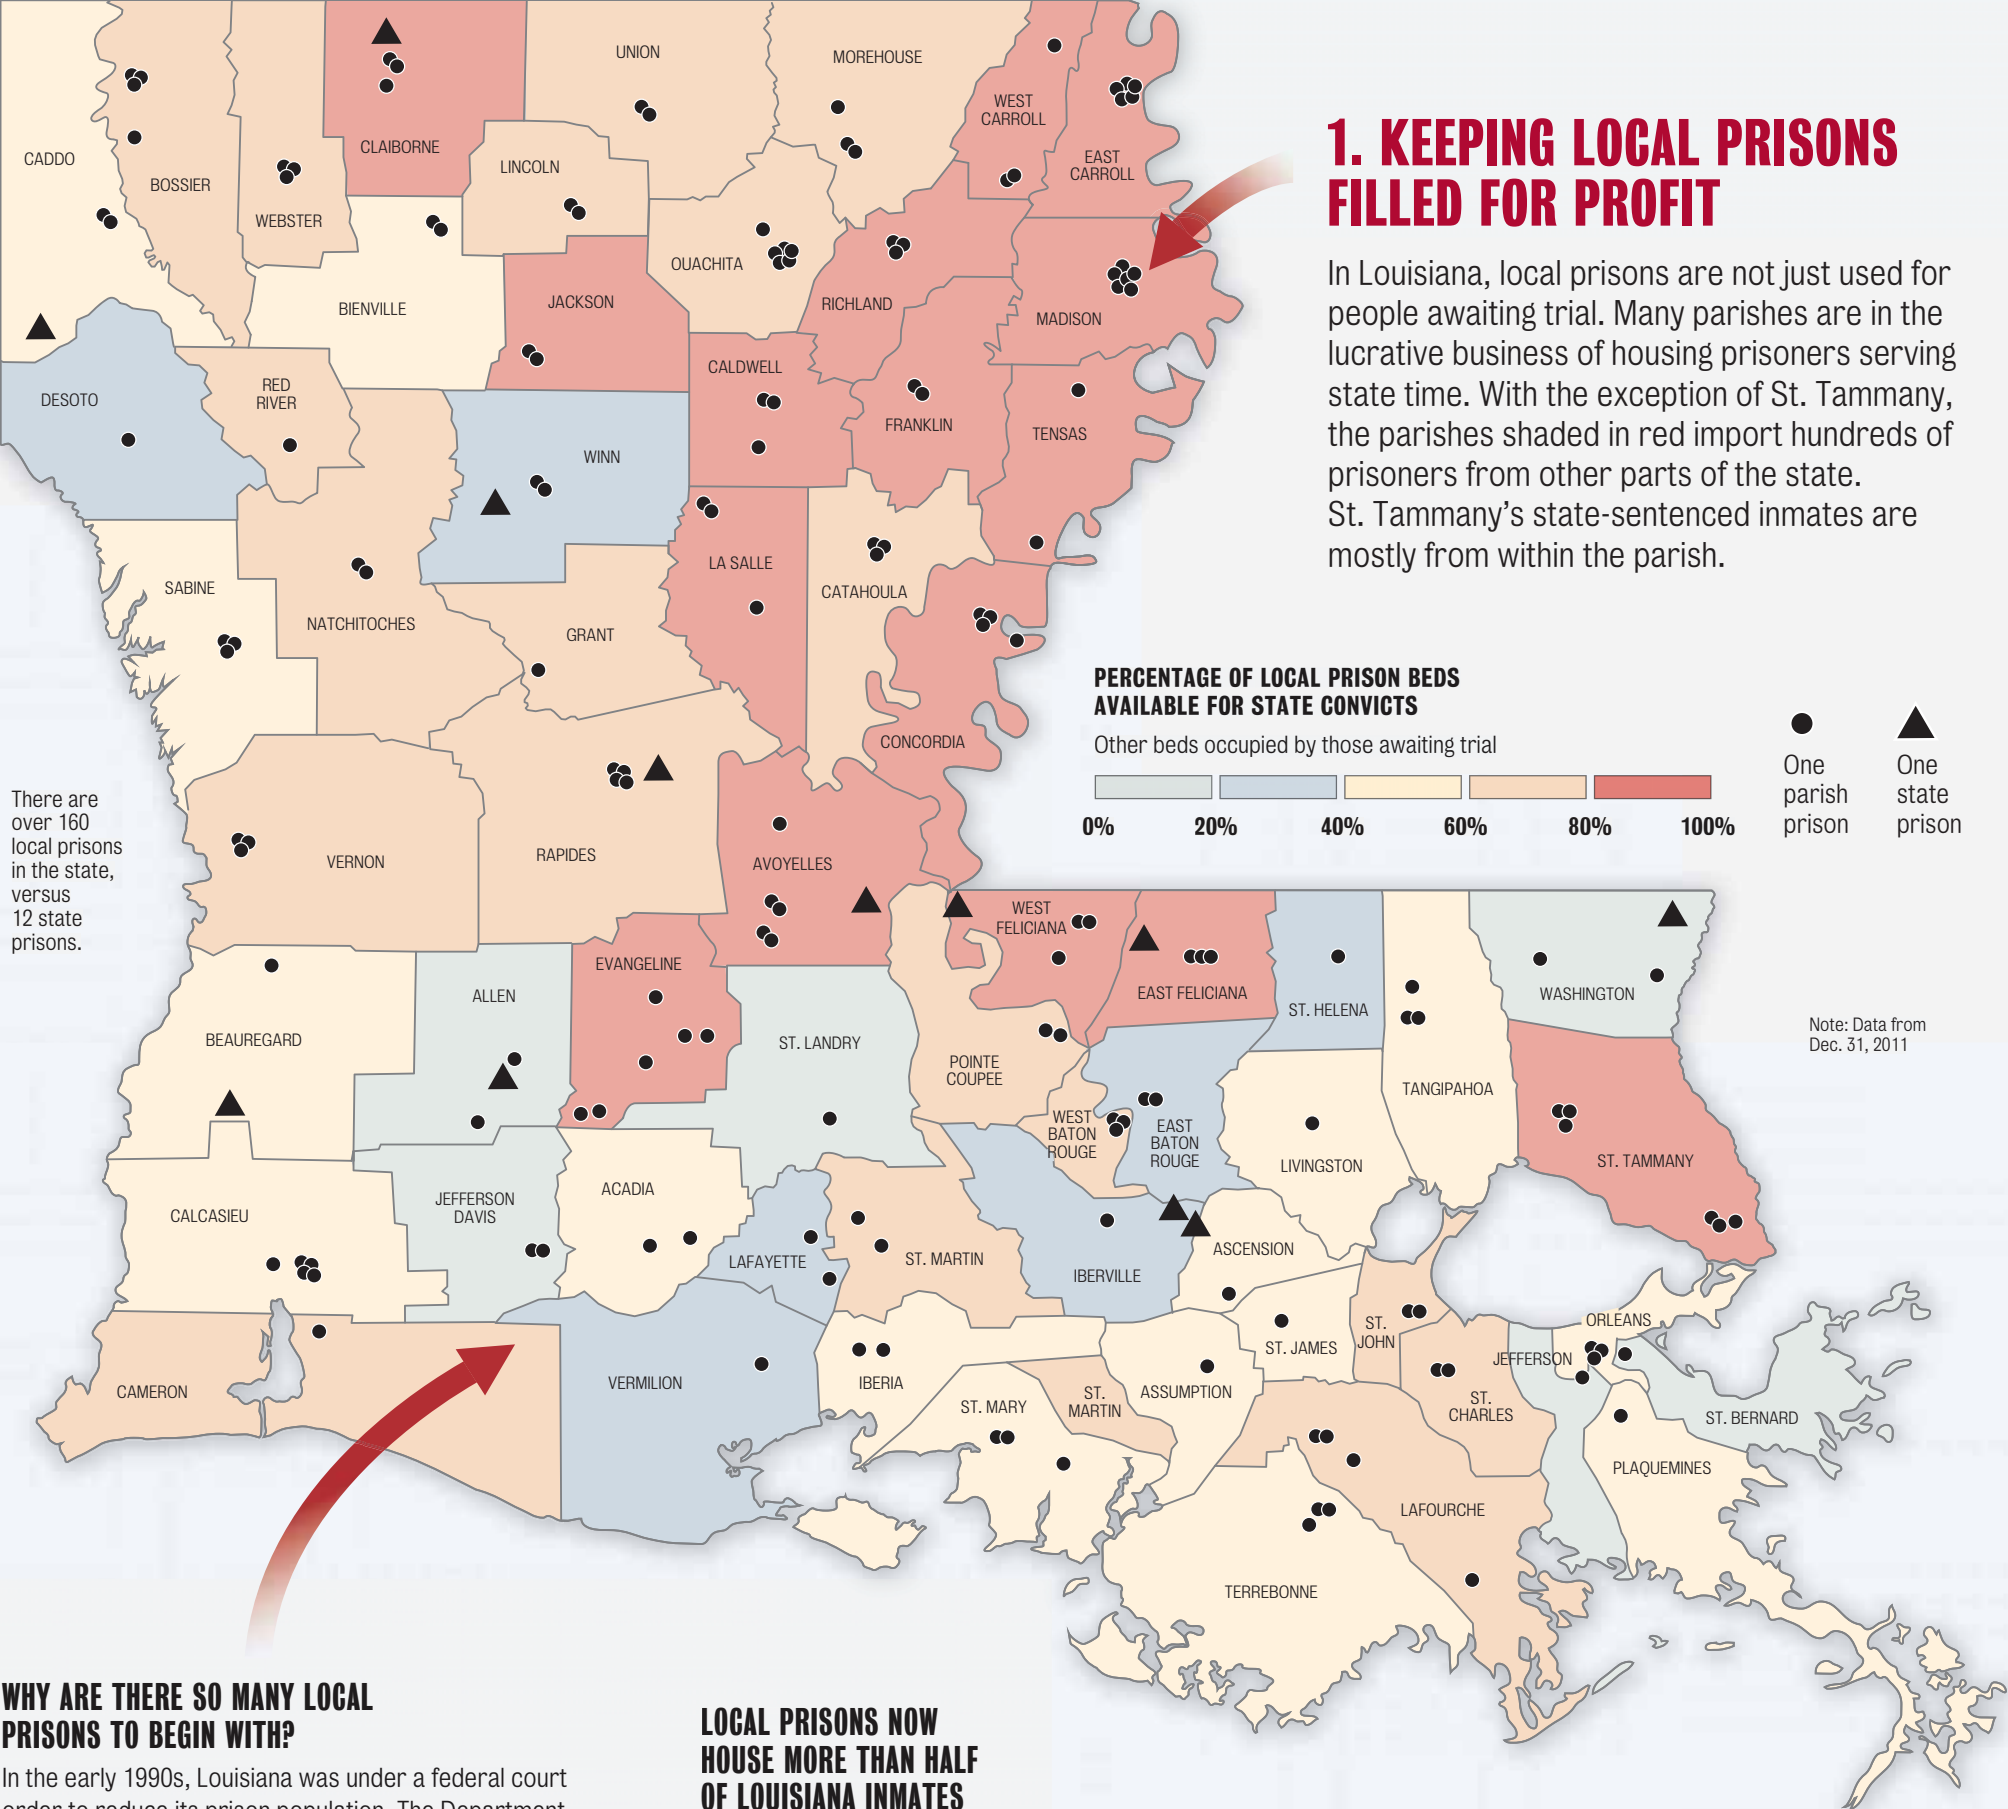 1. KEEPING LOCAL PRISONS
FILLED FOR PROFIT
In Louisiana, local prisons are not just used for
people awaiting trial. Many parishes are in the
lucrative business of housing prisoners serving
state time. With the exception of St. Tammany,
the parishes shaded in red import hundreds of
prisoners from other parts of the state.
St. Tammany’s state-sentenced inmates are
mostly from within the parish.
PERCENTAGE OF LOCAL PRISON BEDS
AVAILABLE FOR STATE CONVICTS
Other beds occupied by those awaiting trial
0% 20% 40% 60% 80% 100%
One
parish
prison
One
state
prison
There are
over 160
local prisons
in the state,
versus
12 state
prisons.
Note: Data from
Dec. 31, 2011
CADDO
BOSSIER
WEBSTER
CLAIBORNE
UNION
LINCOLN
MOREHOUSE
WEST
CARROLL
EAST
CARROLL
OUACHITA
BIENVILLE
JACKSON
RICHLAND
MADISON
DESOTO
RED
RIVER
WINN
CALDWELL
FRANKLIN
TENSAS
SABINE
NATCHITOCHES
GRANT
LA SALLE
CATAHOULA
CONCORDIA
VERNON
RAPIDES
AVOYELLES
WEST
FELICIANA
EAST FELICIANA
ST. HELENA
WASHINGTON
BEAUREGARD
ALLEN
EVANGELINE
ST. LANDRY
POINTE
COUPEE
TANGIPAHOA
WEST
BATON
ROUGE
EAST
BATON
ROUGE
LIVINGSTON
ST. TAMMANY
CALCASIEU
JEFFERSON
DAVIS
ACADIA
LAFAYETTE
ST. MARTIN
IBERVILLE
ASCENSION
CAMERON
VERMILION
IBERIA
ST. MARY
ST.
MARTIN
ASSUMPTION
ST. JAMES
ST.
JOHN
ST.
CHARLES
JEFFERSON
ORLEANS
ST. BERNARD
PLAQUEMINES
LAFOURCHE
TERREBONNE
WHY ARE THERE SO MANY LOCAL
PRISONS TO BEGIN WITH?
In the early 1990s, Louisiana was under a federal court
order to reduce its prison population. The Department
LOCAL PRISONS NOW
HOUSE MORE THAN HALF
OF LOUISIANA INMATES